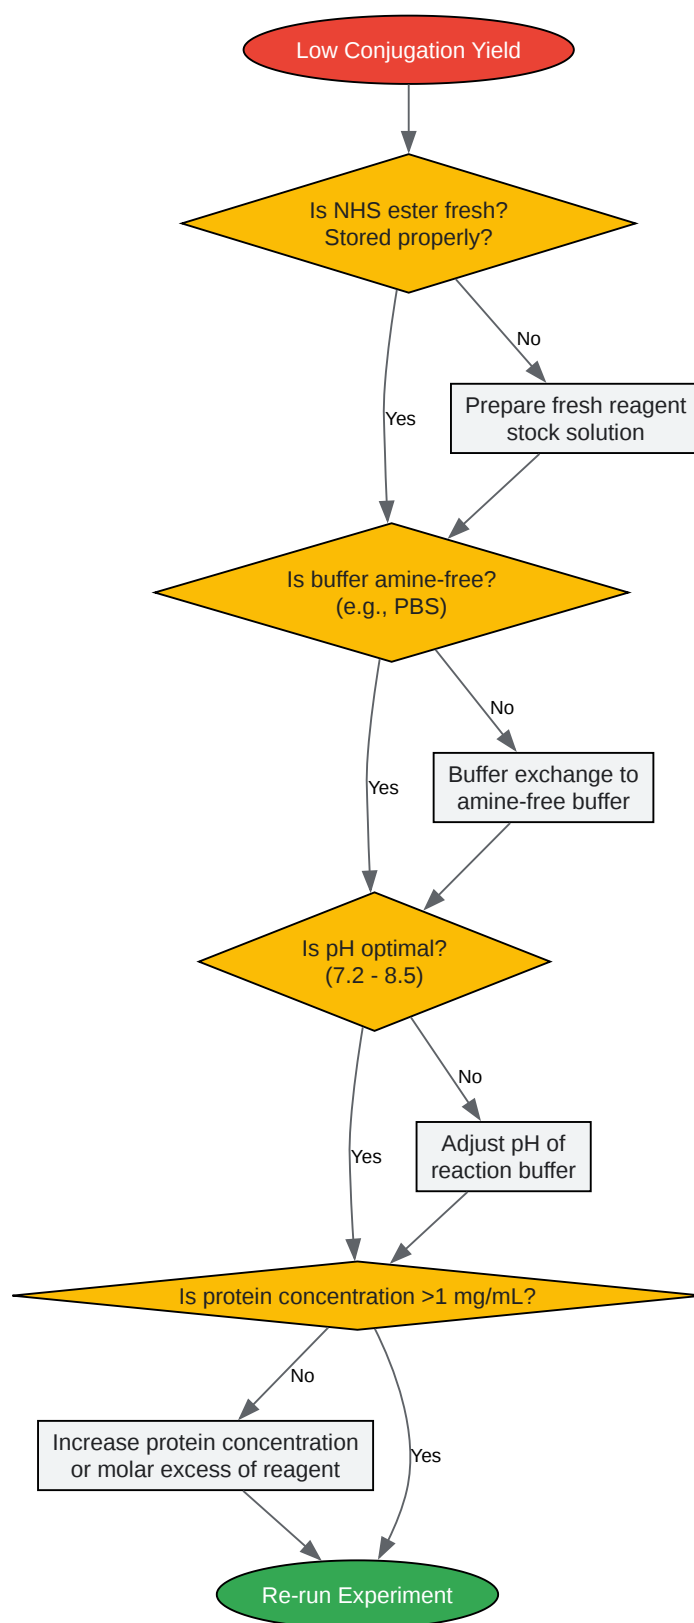 Low Conjugation Yield
Is NHS ester fresh?
Stored properly?
No
Yes
Prepare fresh reagent
stock solution
Is buffer amine-free?
(e.g., PBS)
No
Yes
Buffer exchange to
amine-free buffer
Is pH optimal?
(7.2 - 8.5)
No
Yes
Adjust pH of
reaction buffer
Is protein concentration >1 mg/mL?
No
Yes
Increase protein concentration
or molar excess of reagent
Re-run Experiment